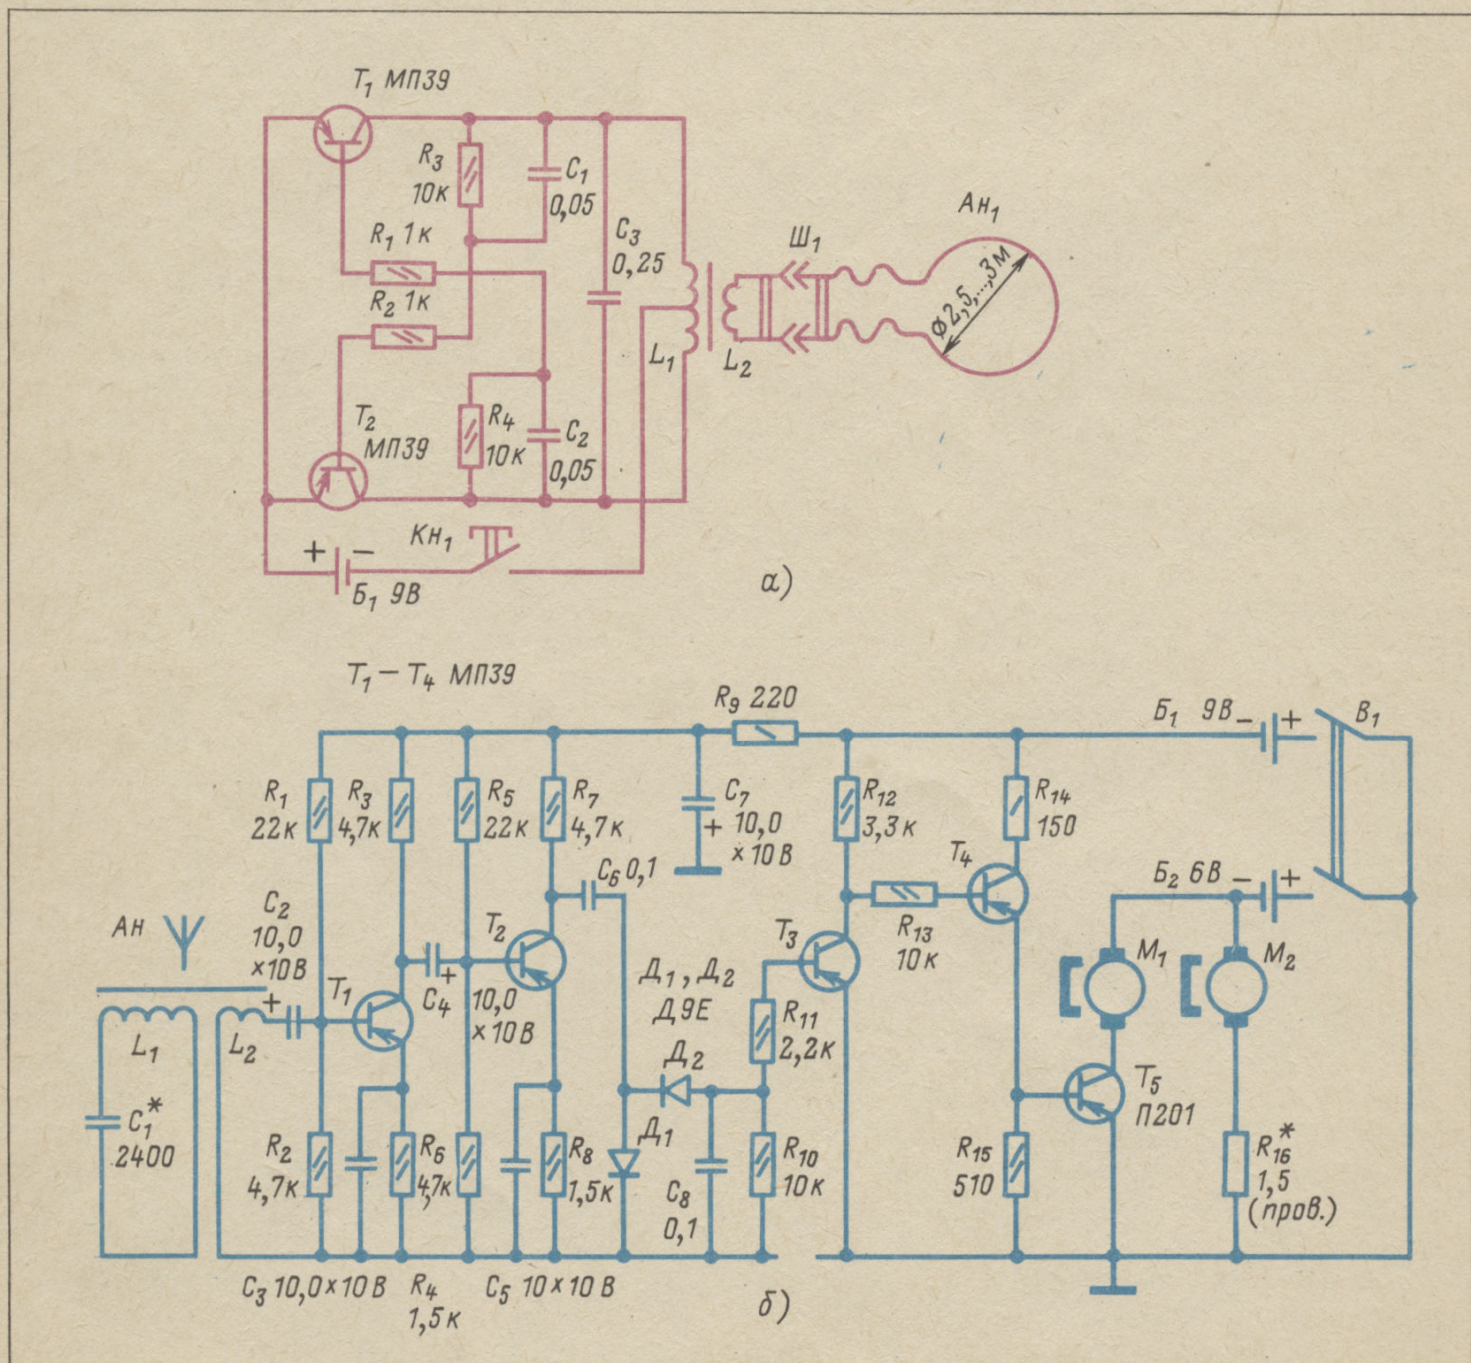 T₁ МП39
R₃
10к
C₁
0,05
R₁ 1к
C₃
0,25
R₂ 1к
Ш₁
Ан₁
⌀2,5,...,3м
L₁
L₂
T₂
МП39
R₄
10к
C₂
0,05
Кн₁
+ −
Б₁ 9В
а)
T₁ − T₄ МП39
R₉ 220
Б₁ 9В − +
В₁
R₁
22к
R₃
4,7к
R₅
22к
R₇
4,7к
C₇
+ 10,0
×10В
R₁₂
3,3к
R₁₄
150
C₆ 0,1
T₄
Б₂ 6В − +
Ан
C₂
10,0
×10В
+
T₁
C₄
+
10,0
×10В
T₂
Д₁, Д₂
Д9Е
T₃
R₁₃
10к
M₁
M₂
L₁
L₂
R₁₁
2,2к
Д₂
T₅
П201
C₁*
2400
R₂
4,7к
R₆
4,7к
R₈
1,5к
Д₁
C₈
0,1
R₁₀
10к
R₁₅
510
R₁₆*
1,5
(пров.)
C₃ 10,0×10В
R₄
1,5к
C₅ 10×10В
б)